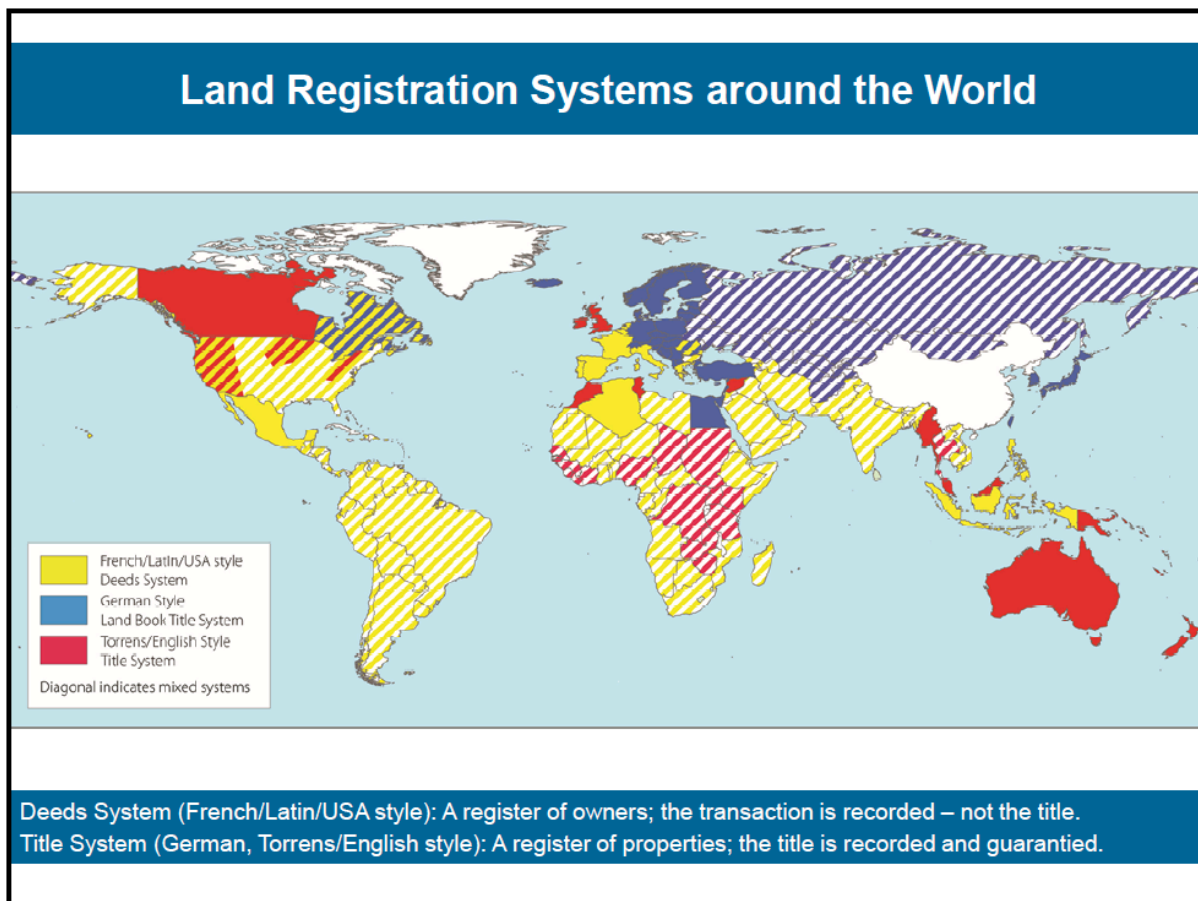 Land Registration Systems around the World
French/Latin/USA style
Deeds System
German Style
Land Book Title System
Torrens/English Style
Title System
Diagonal indicates mixed systems
Deeds System (French/Latin/USA style): A register of owners; the transaction is recorded – not the title.
Title System (German, Torrens/English style): A register of properties; the title is recorded and guarantied.